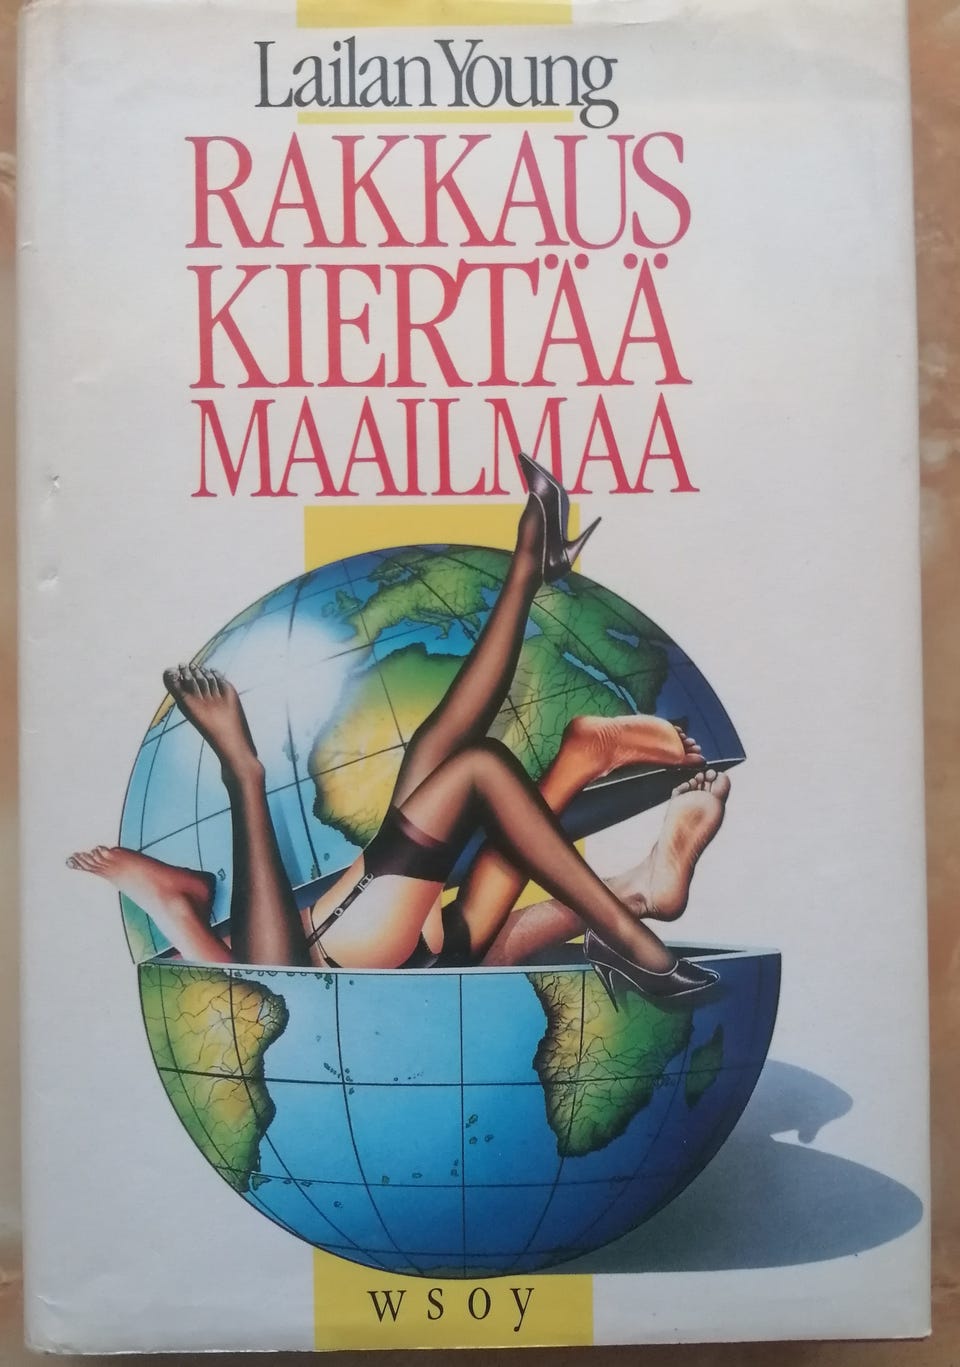 Lailan Young
RAKKAUS
KIERTÄÄ
MAAILMAA
wsoy